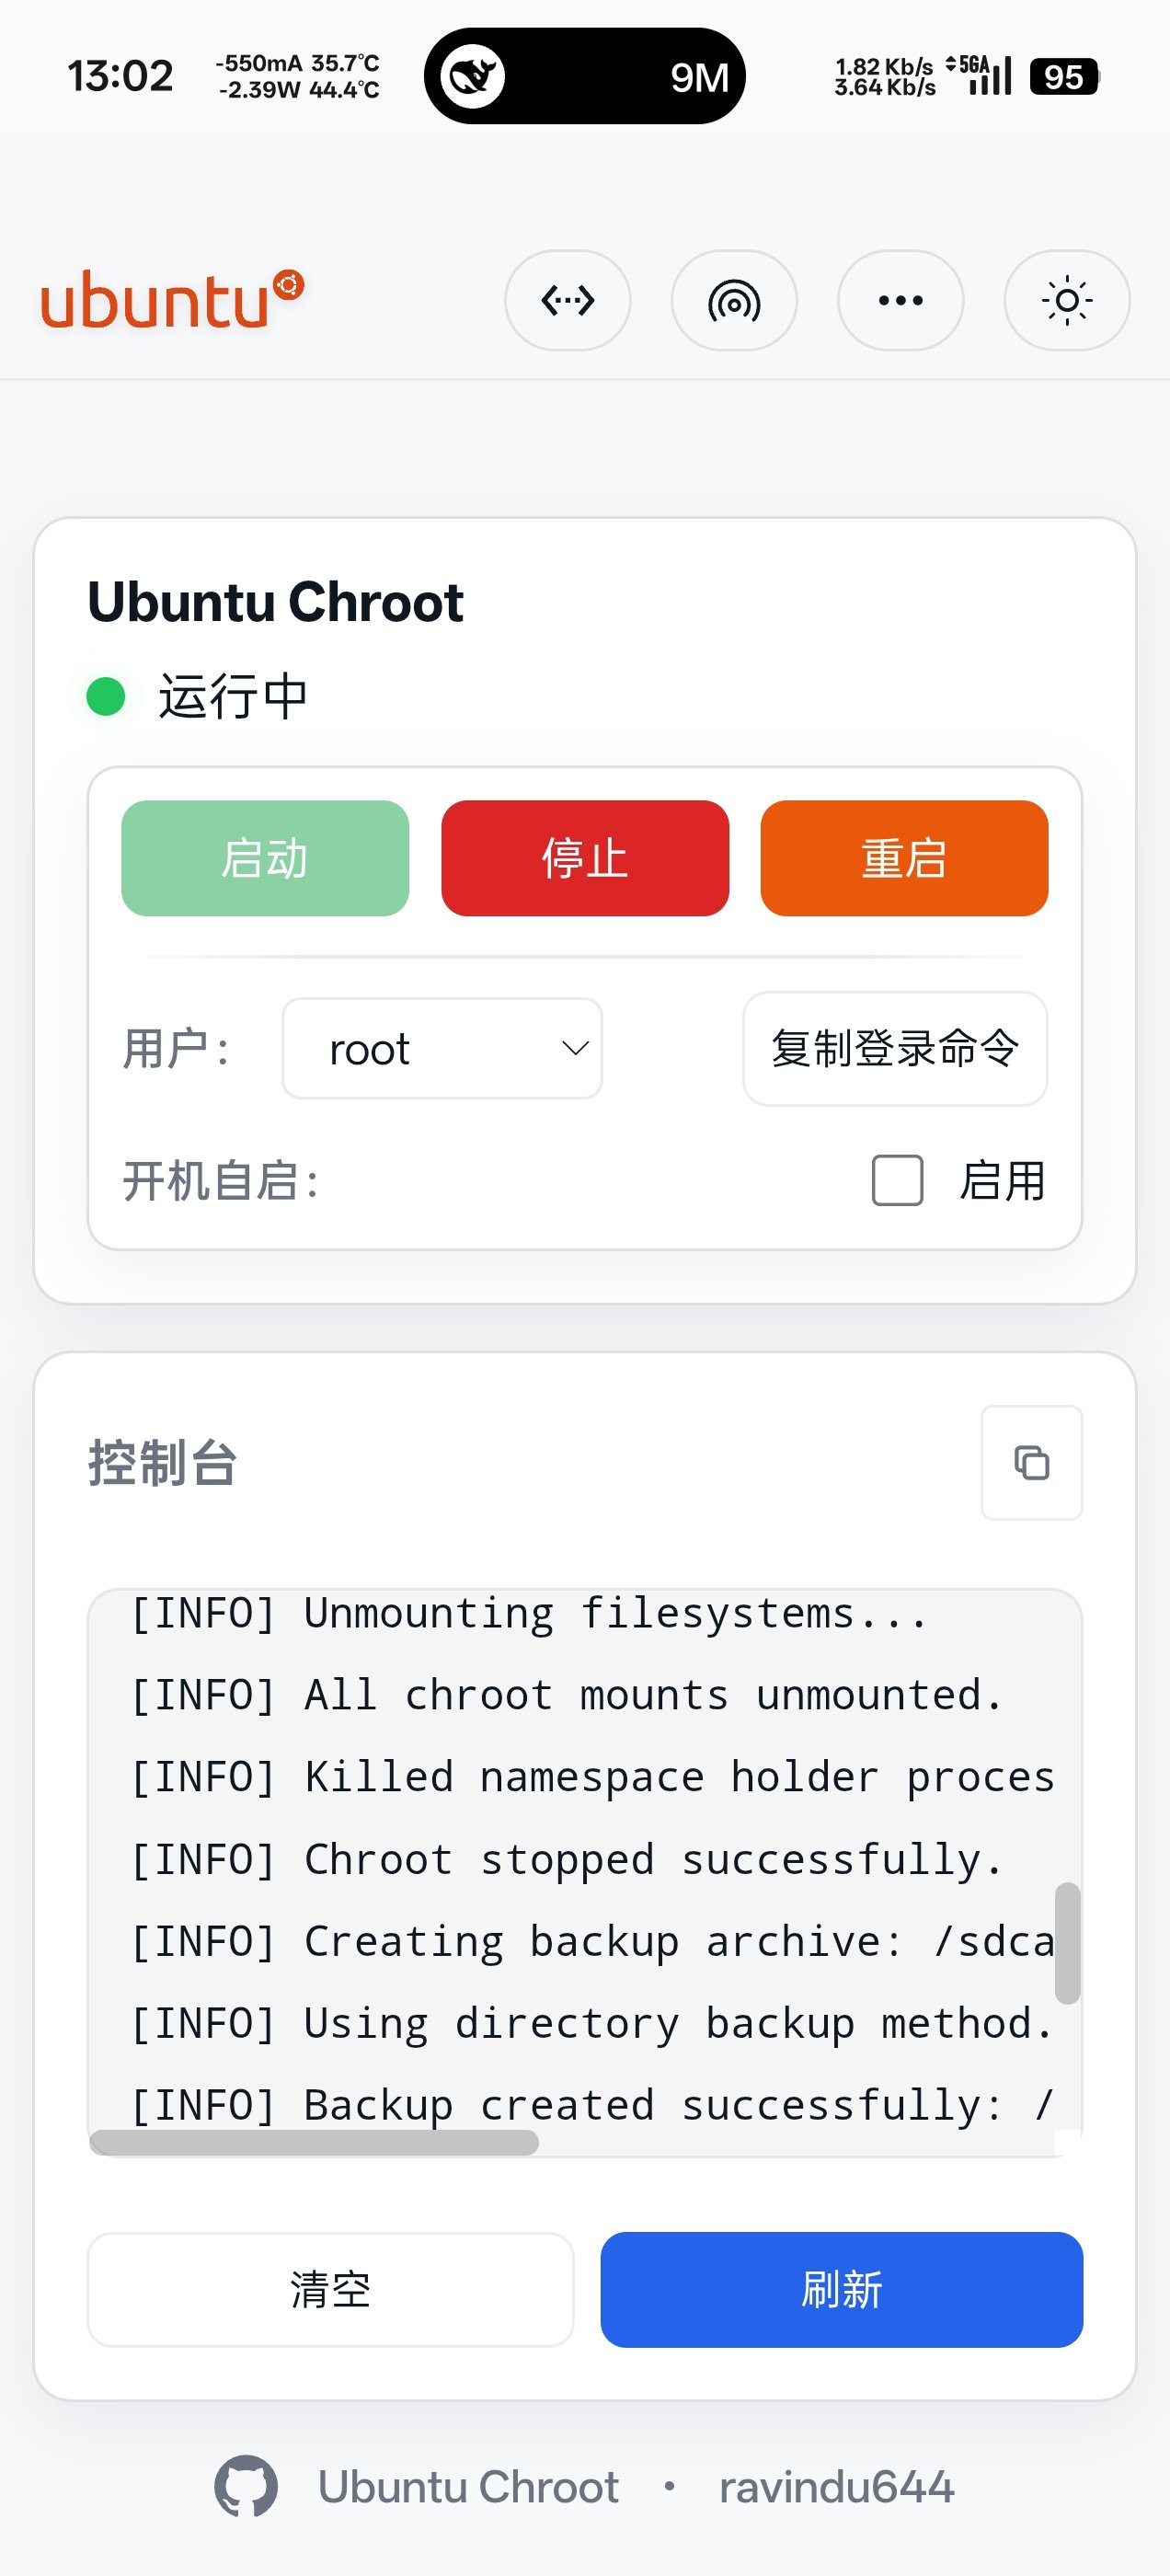 13:02
-550mA 35.7℃
-2.39W 44.4℃
9M
1.82 Kb/s
3.64 Kb/s
5GA
95
ubuntu
Ubuntu Chroot
运行中
启动 停止 重启
用户: root 复制登录命令
开机自启: 启用
控制台
[INFO] Unmounting filesystems...
[INFO] All chroot mounts unmounted.
[INFO] Killed namespace holder proces
[INFO] Chroot stopped successfully.
[INFO] Creating backup archive: /sdca
[INFO] Using directory backup method.
[INFO] Backup created successfully: /
清空 刷新
Ubuntu Chroot • ravindu644